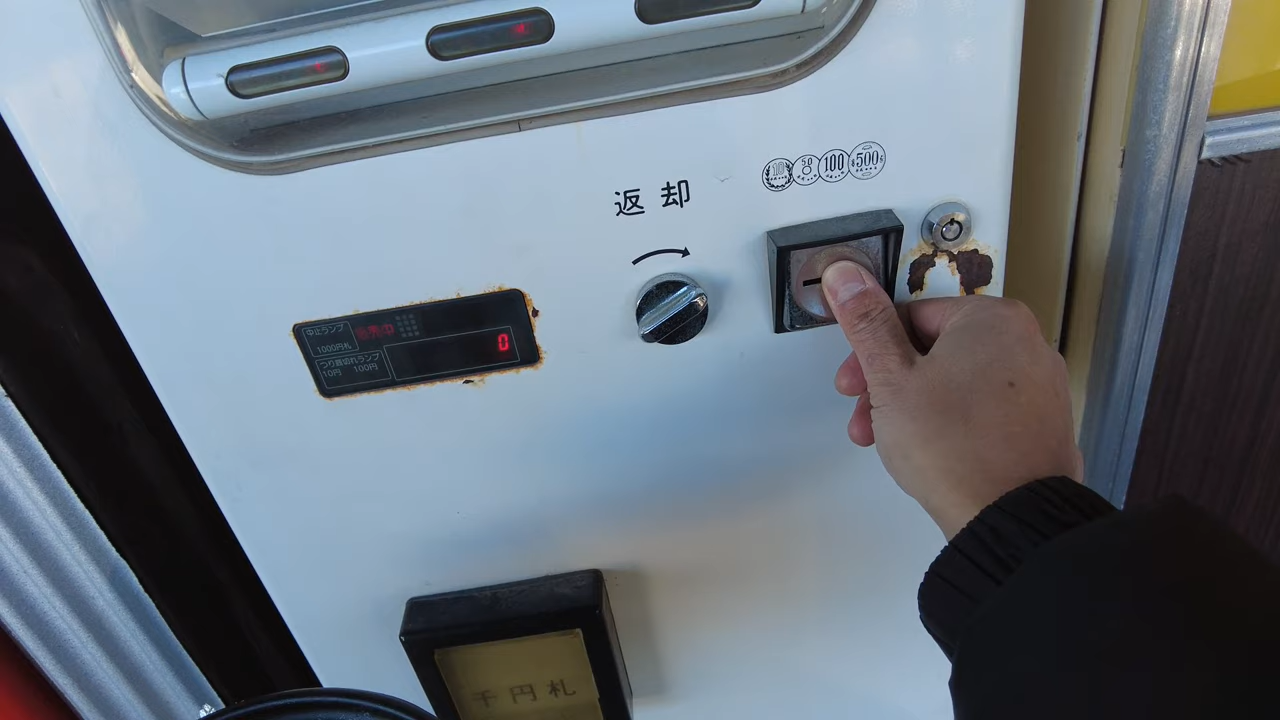 10 50 100 500
返却
中止ランプ 販売中
1000円札
0
つり銭切れランプ
10円 100円
千円札